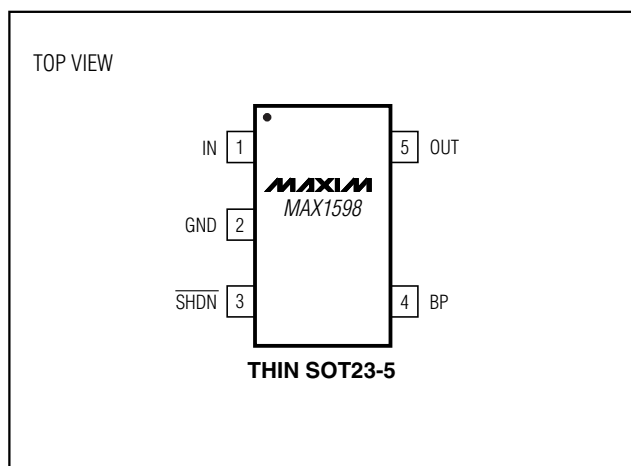 TOP VIEW
IN 1
5 OUT
MAXIM
MAX1598
GND 2
SHDN 3
4 BP
THIN SOT23-5